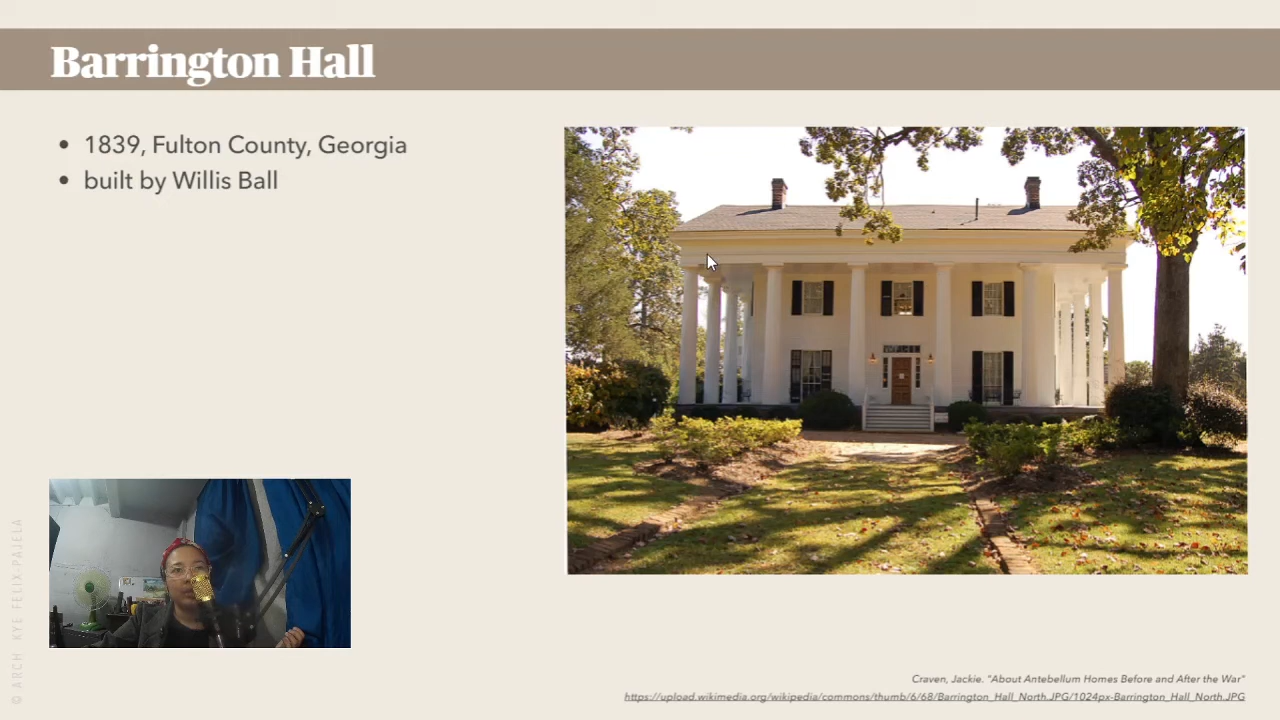 Barrington Hall
• 1839, Fulton County, Georgia
• built by Willis Ball
© ARCH KYE FELIX-PAJELA
Craven, Jackie. "About Antebellum Homes Before and After the War"
https://upload.wikimedia.org/wikipedia/commons/thumb/6/68/Barrington_Hall_North.JPG/1024px-Barrington_Hall_North.JPG